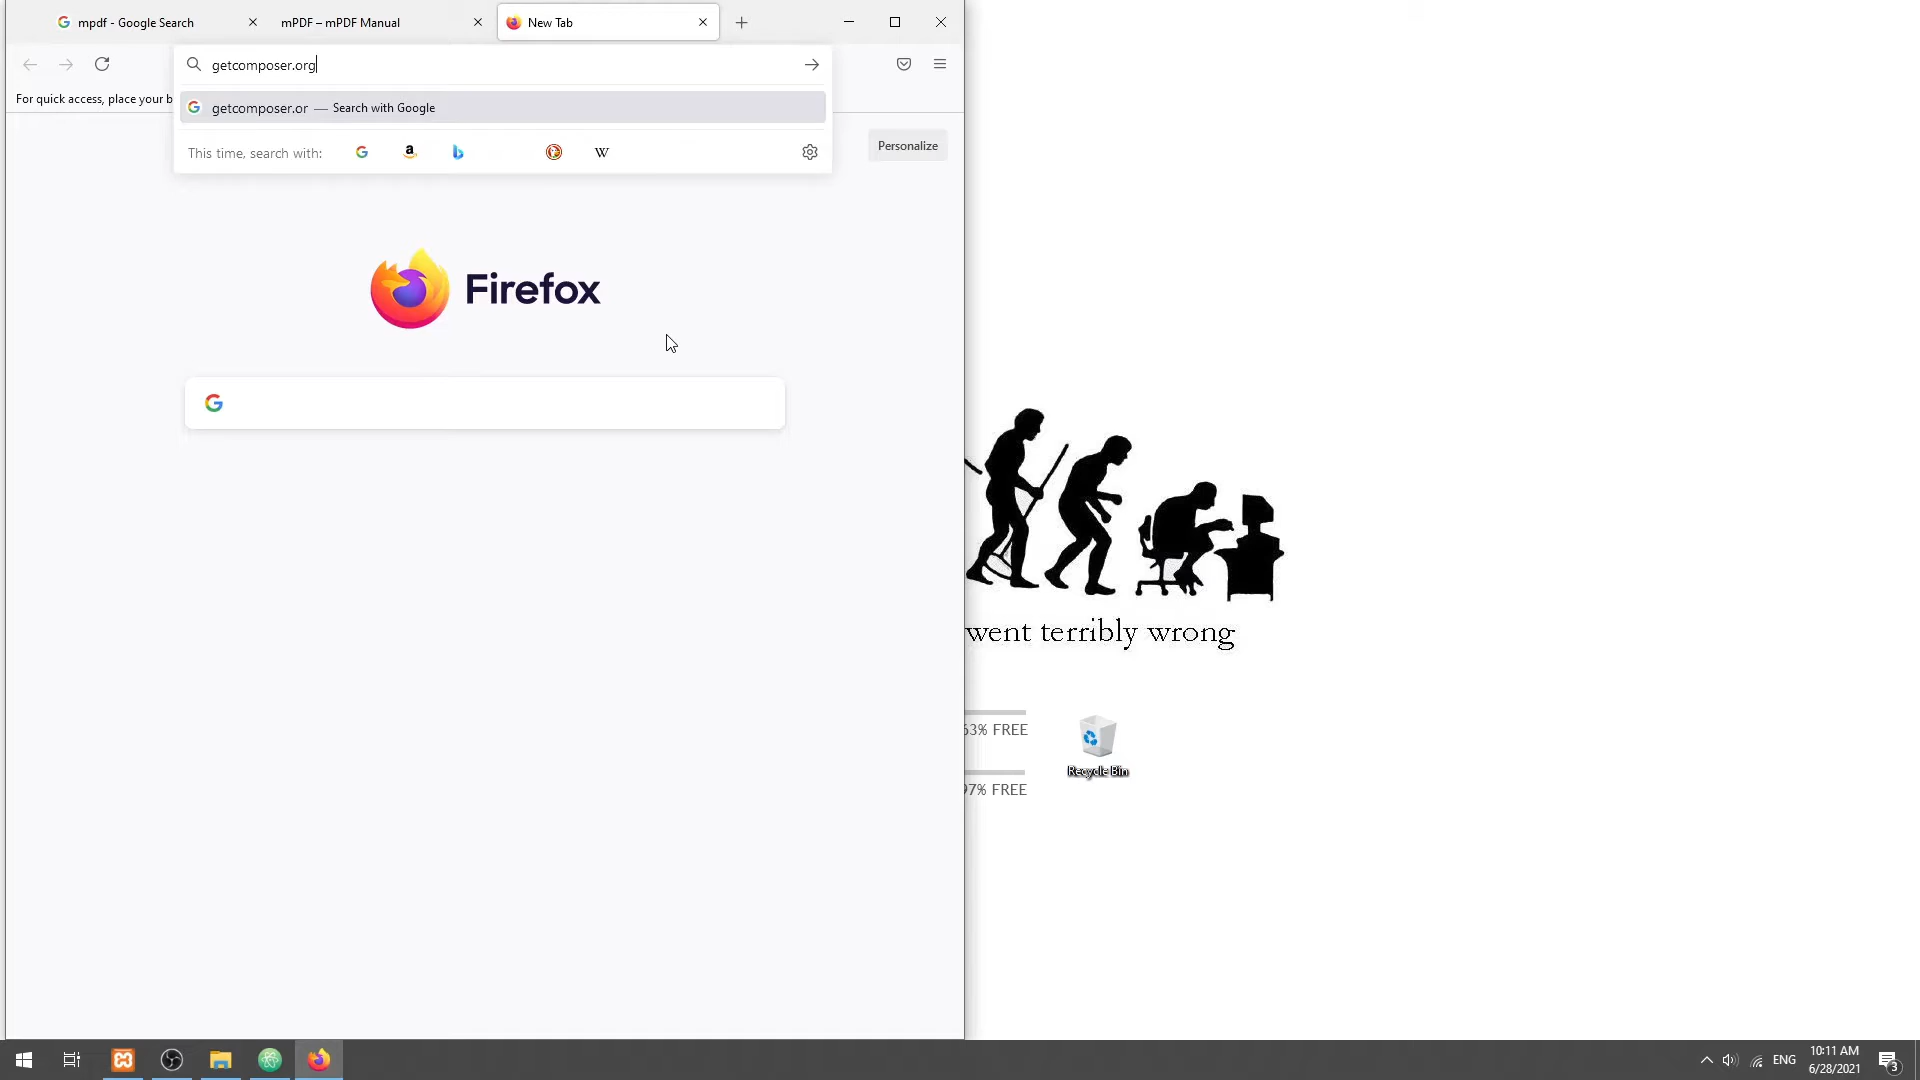 mpdf - Google Search
mPDF – mPDF Manual
New Tab
getcomposer.org
For quick access, place your b
getcomposer.or — Search with Google
This time, search with:
Personalize
Firefox
went terribly wrong
63% FREE
Recycle Bin
97% FREE
ENG
10:11 AM
6/28/2021
3